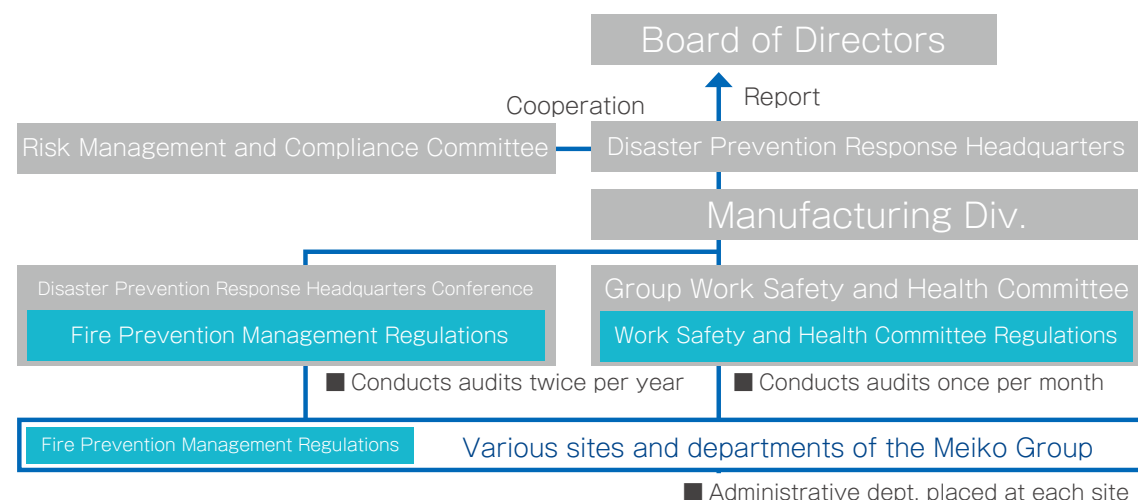 Board of Directors
Cooperation
Report
Risk Management and Compliance Committee
Disaster Prevention Response Headquarters
Manufacturing Div.
Disaster Prevention Response Headquarters Conference
Fire Prevention Management Regulations
Group Work Safety and Health Committee
Work Safety and Health Committee Regulations
■ Conducts audits twice per year
■ Conducts audits once per month
Fire Prevention Management Regulations
Various sites and departments of the Meiko Group
■ Administrative dept. placed at each site